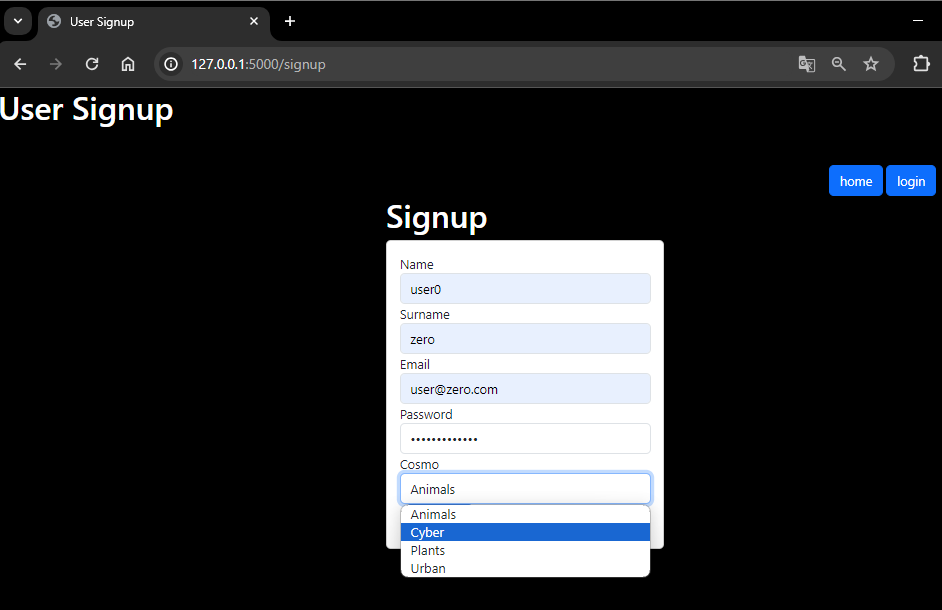 User Signup
127.0.0.1:5000/signup
User Signup
home login
Signup
Name
user0
Surname
zero
Email
user@zero.com
Password
•••••••••••••
Cosmo
Animals
Animals
Cyber
Plants
Urban